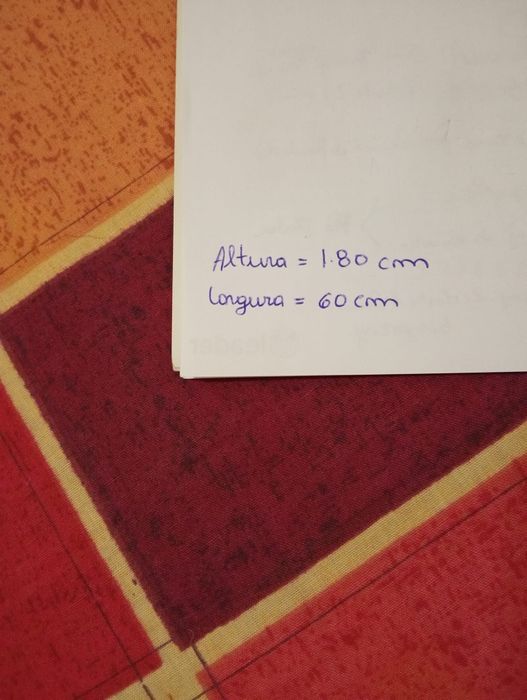 Altura = 1.80 cm
largura = 60 cm